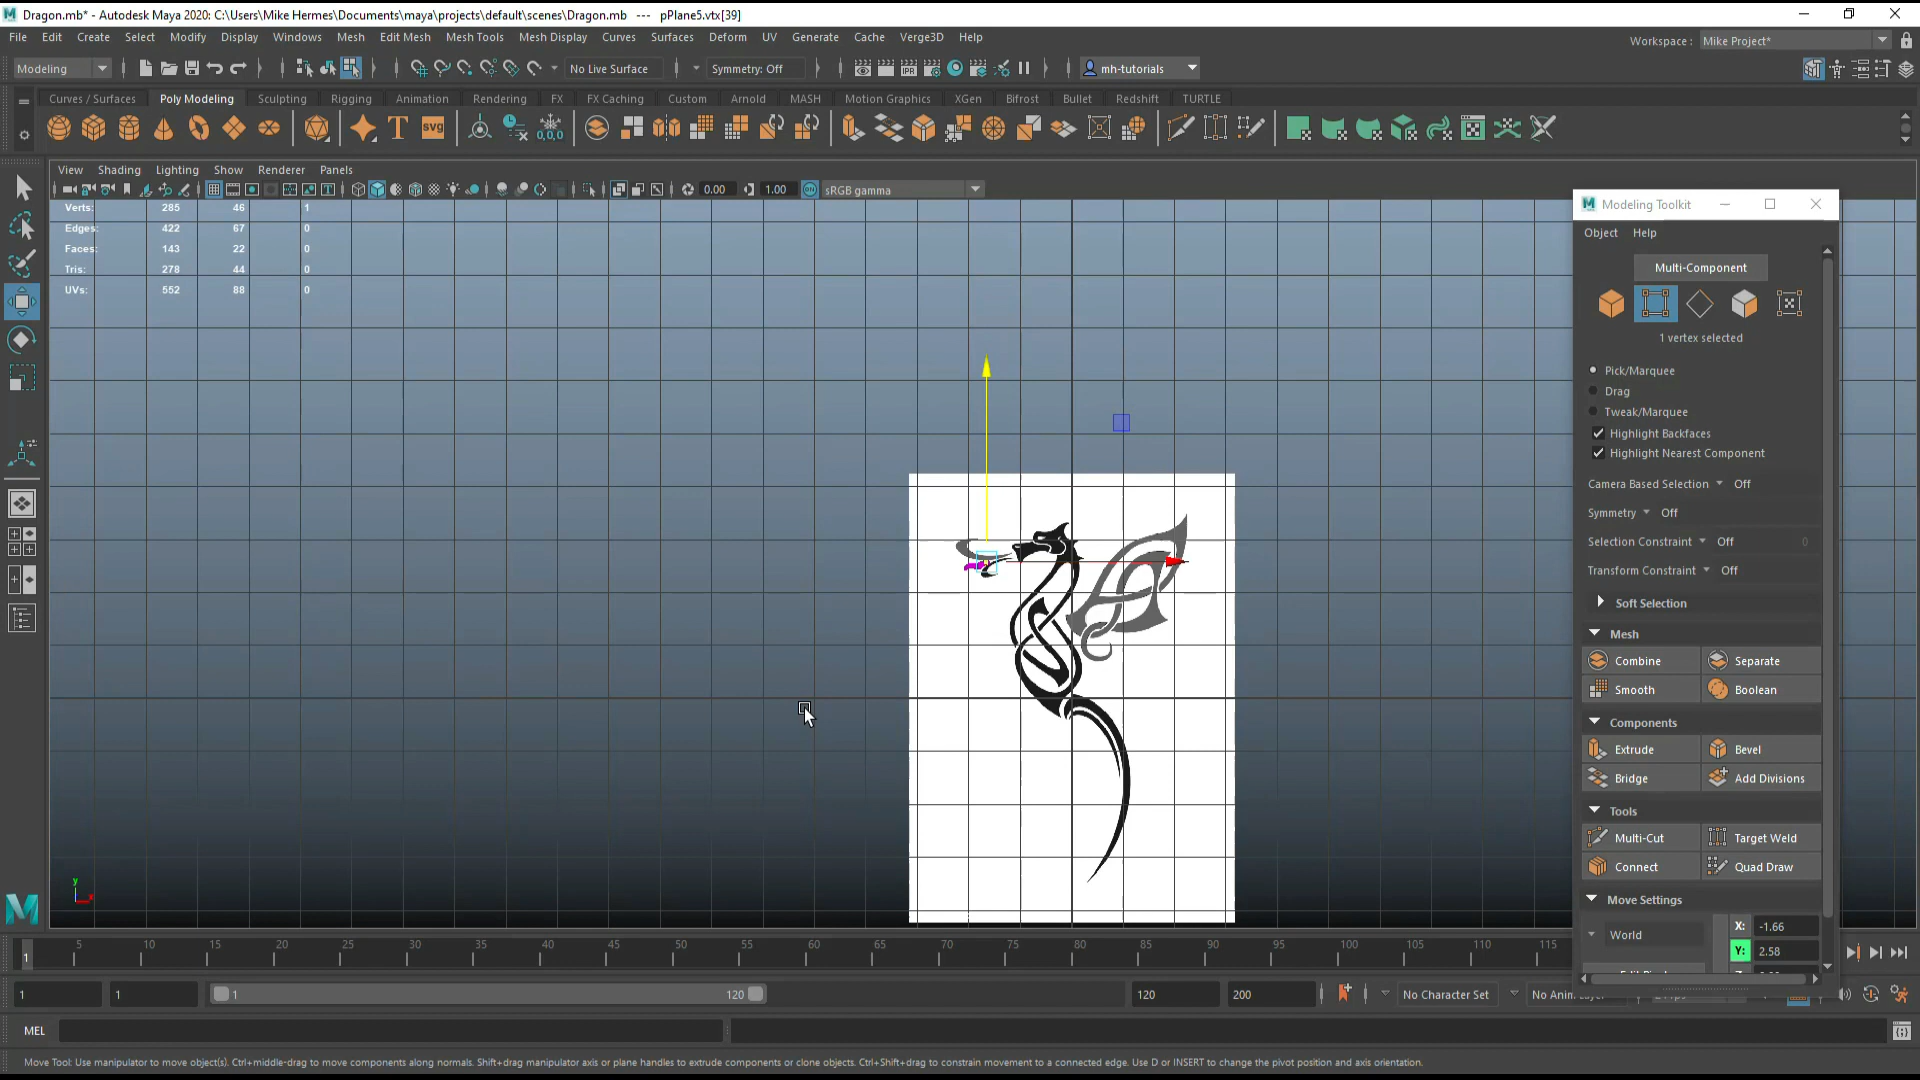 Dragon.mb* - Autodesk Maya 2020: C:\Users\Mike Hermes\Documents\maya\projects\default\scenes\Dragon.mb --- pPlane5.vtx[39]
File Edit Create Select Modify Display Windows Mesh Edit Mesh Mesh Tools Mesh Display Curves Surfaces Deform UV Generate Cache Verge3D Help
Workspace : Mike Project*
Modeling No Live Surface Symmetry: Off IPR mh-tutorials
Curves / Surfaces Poly Modeling Sculpting Rigging Animation Rendering FX FX Caching Custom Arnold MASH Motion Graphics XGen Bifrost Bullet Redshift TURTLE
T SVG 0,0,0
View Shading Lighting Show Renderer Panels
0.00 1.00 ON sRGB gamma
Verts: 285 46 1
Edges: 422 67 0
Faces: 143 22 0
Tris: 278 44 0
UVs: 552 88 0
y
x
Modeling Toolkit
Object Help
Multi-Component
1 vertex selected
Pick/Marquee
Drag
Tweak/Marquee
Highlight Backfaces
Highlight Nearest Component
Camera Based Selection Off
Symmetry Off
Selection Constraint Off 0
Transform Constraint Off
Soft Selection
Mesh
Combine Separate
Smooth Boolean
Components
Extrude Bevel
Bridge Add Divisions
Tools
Multi-Cut Target Weld
Connect Quad Draw
Move Settings
World X: -1.66
Y: 2.58
5 10 15 20 25 30 35 40 45 50 55 60 65 70 75 80 85 90 95 100 105 110 115
1
1 1 1 120 120 200 No Character Set No Anim
MEL
Move Tool: Use manipulator to move object(s). Ctrl+middle-drag to move components along normals. Shift+drag manipulator axis or plane handles to extrude components or clone objects. Ctrl+Shift+drag to constrain movement to a connected edge. Use D or INSERT to change the pivot position and axis orientation.